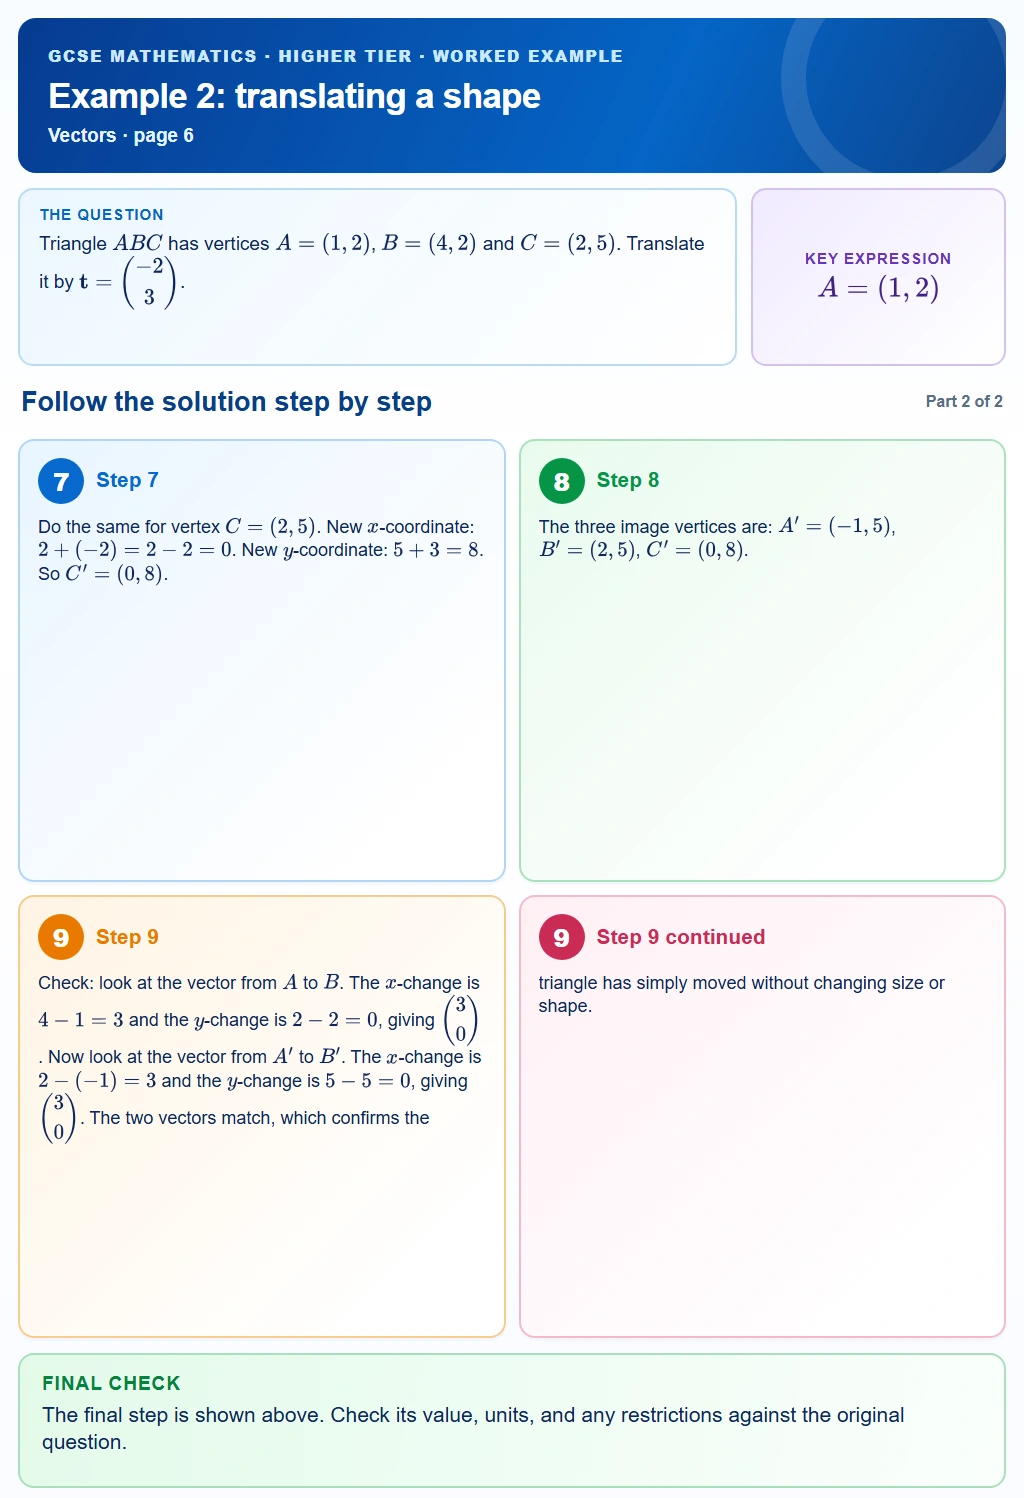 GCSE MATHEMATICS · HIGHER TIER · WORKED EXAMPLE
Example 2: translating a shape
Vectors · page 6
THE QUESTION
Triangle ABC has vertices A = (1, 2), B = (4, 2) and C = (2, 5). Translate
it by t = (−2 3).
KEY EXPRESSION
A = (1, 2)
Follow the solution step by step
Part 2 of 2
7 Step 7
Do the same for vertex C = (2, 5). New x-coordinate:
2 + (−2) = 2 − 2 = 0. New y-coordinate: 5 + 3 = 8.
So C′ = (0, 8).
8 Step 8
The three image vertices are: A′ = (−1, 5),
B′ = (2, 5), C′ = (0, 8).
9 Step 9
Check: look at the vector from A to B. The x-change is
4 − 1 = 3 and the y-change is 2 − 2 = 0, giving (3 0)
. Now look at the vector from A′ to B′. The x-change is
2 − (−1) = 3 and the y-change is 5 − 5 = 0, giving
(3 0). The two vectors match, which confirms the
9 Step 9 continued
triangle has simply moved without changing size or
shape.
FINAL CHECK
The final step is shown above. Check its value, units, and any restrictions against the original
question.